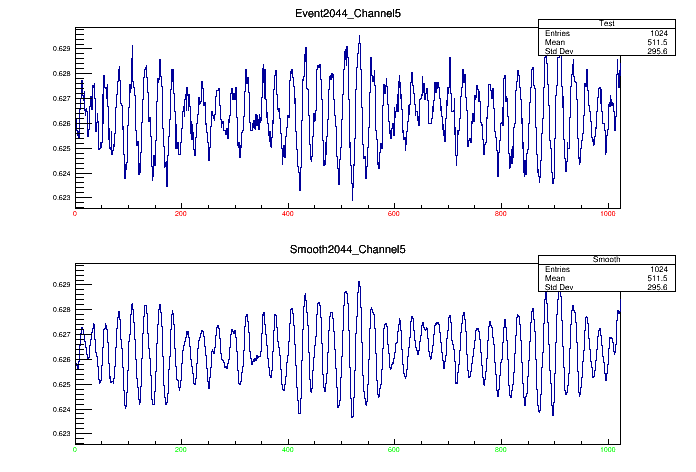 Event2044_Channel5
Test
Entries 1024
Mean 511.5
Std Dev 295.6
0.629
0.628
0.627
0.626
0.625
0.624
0.623
0 200 400 600 800 1000
Smooth2044_Channel5
Smooth
Entries 1024
Mean 511.5
Std Dev 295.6
0.629
0.628
0.627
0.626
0.625
0.624
0.623
0 200 400 600 800 1000